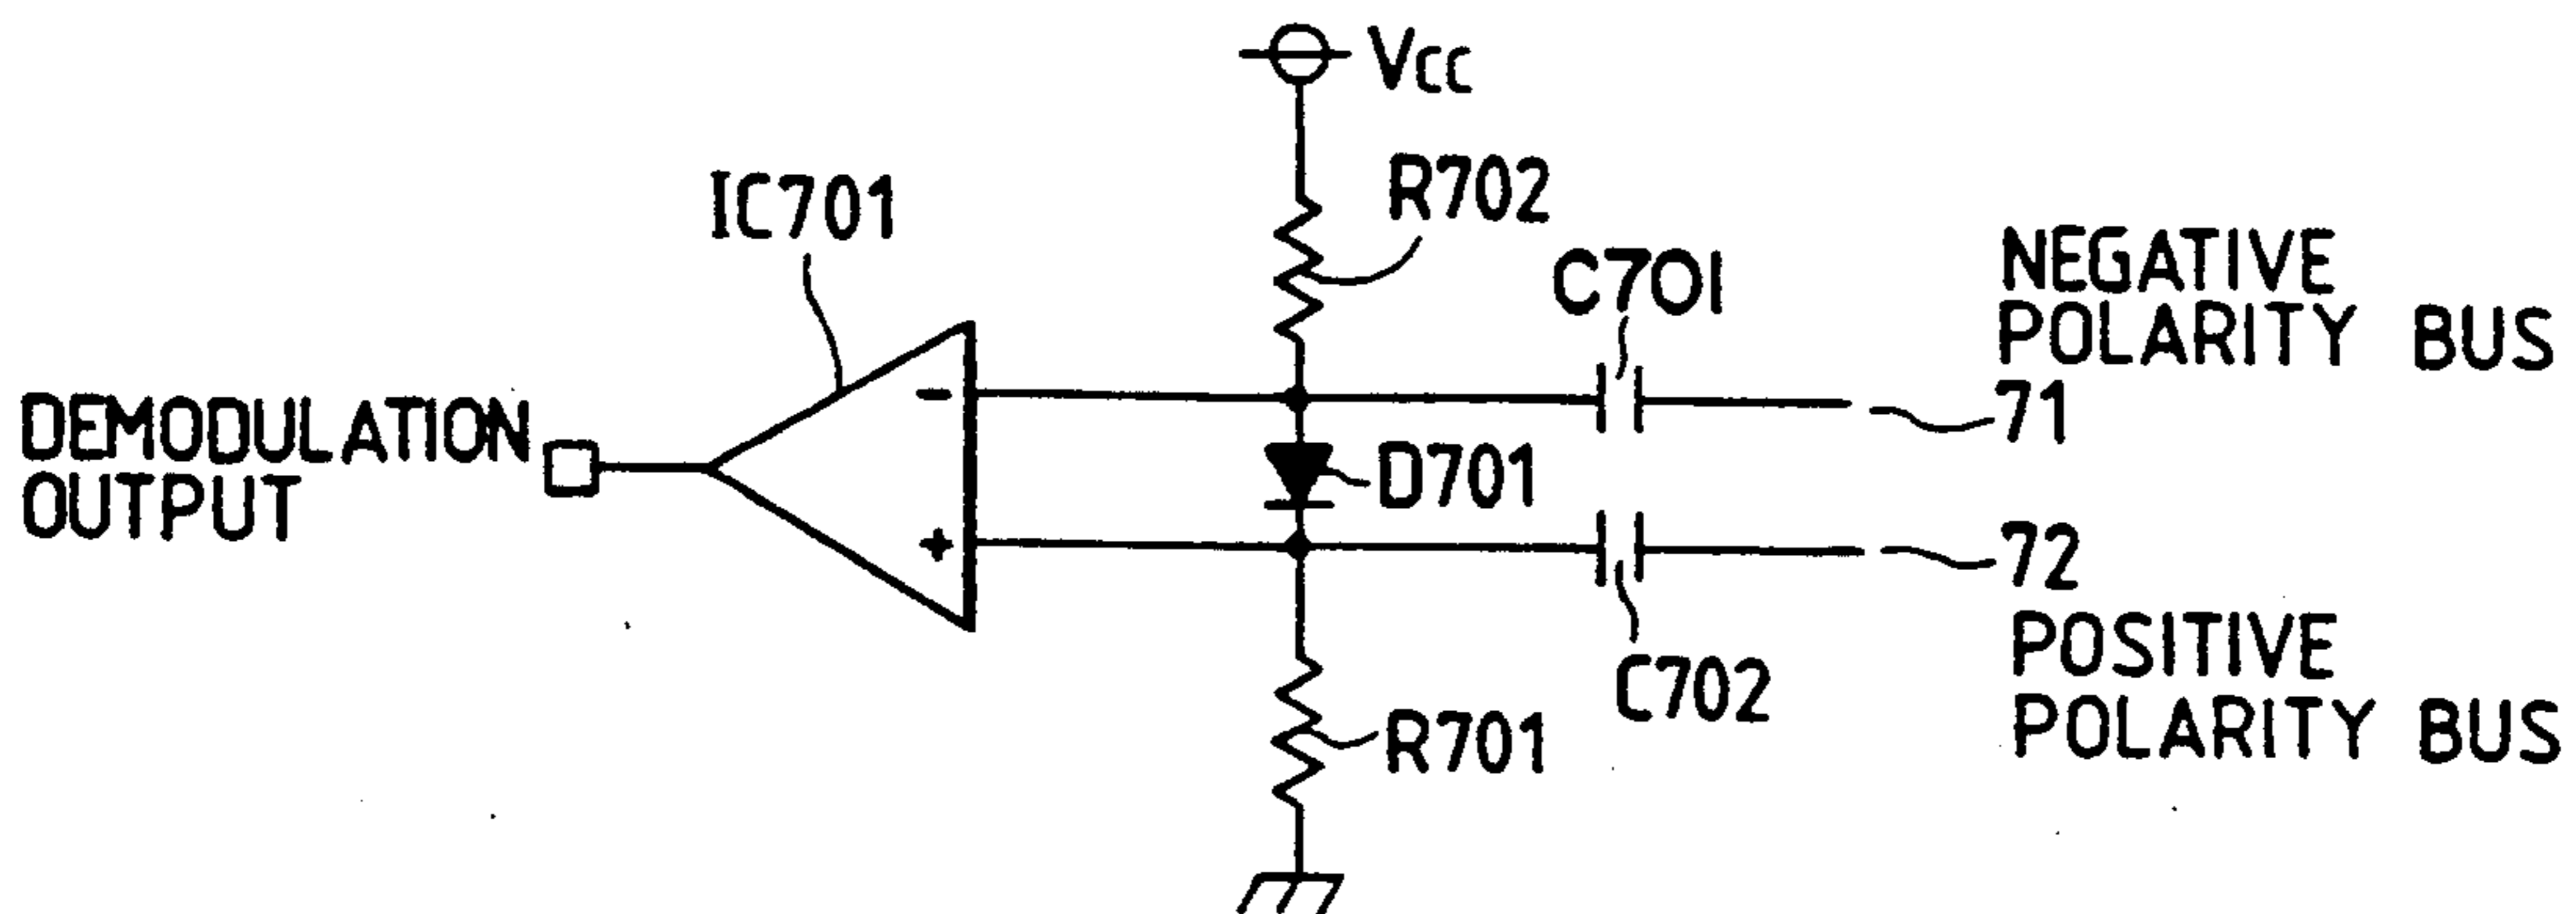 VCC
R702
IC701
C701
NEGATIVE
POLARITY BUS
71
-
DEMODULATION
OUTPUT
D701
+
72
POSITIVE
POLARITY BUS
C702
R701